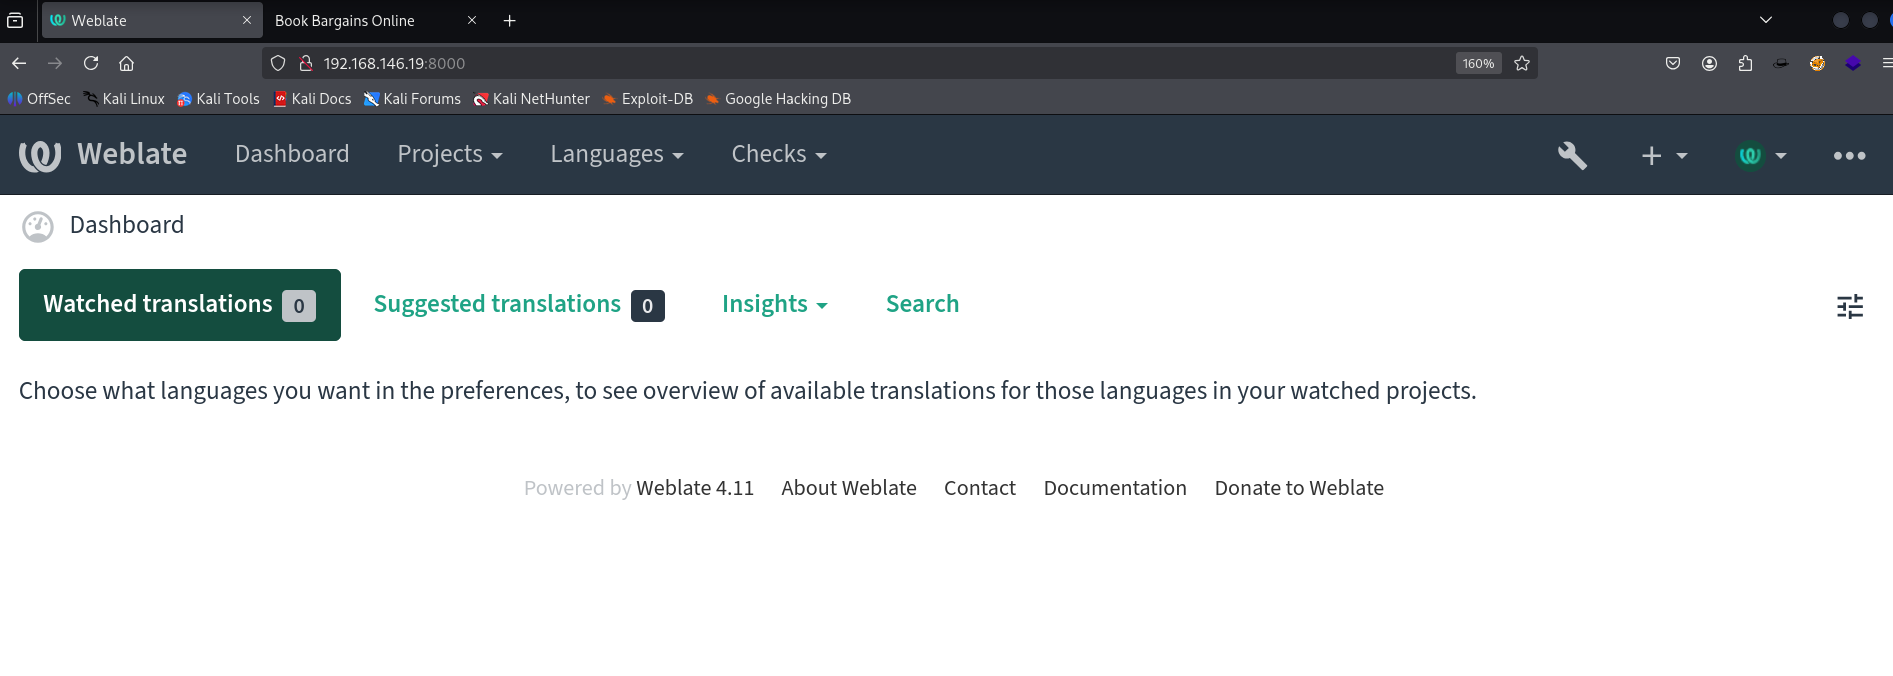 Weblate
Book Bargains Online
192.168.146.19:8000
160%
OffSec
Kali Linux
Kali Tools
Kali Docs
Kali Forums
Kali NetHunter
Exploit-DB
Google Hacking DB
Weblate
Dashboard
Projects
Languages
Checks
Dashboard
Watched translations 0
Suggested translations 0
Insights
Search
Choose what languages you want in the preferences, to see overview of available translations for those languages in your watched projects.
Powered by Weblate 4.11 About Weblate Contact Documentation Donate to Weblate